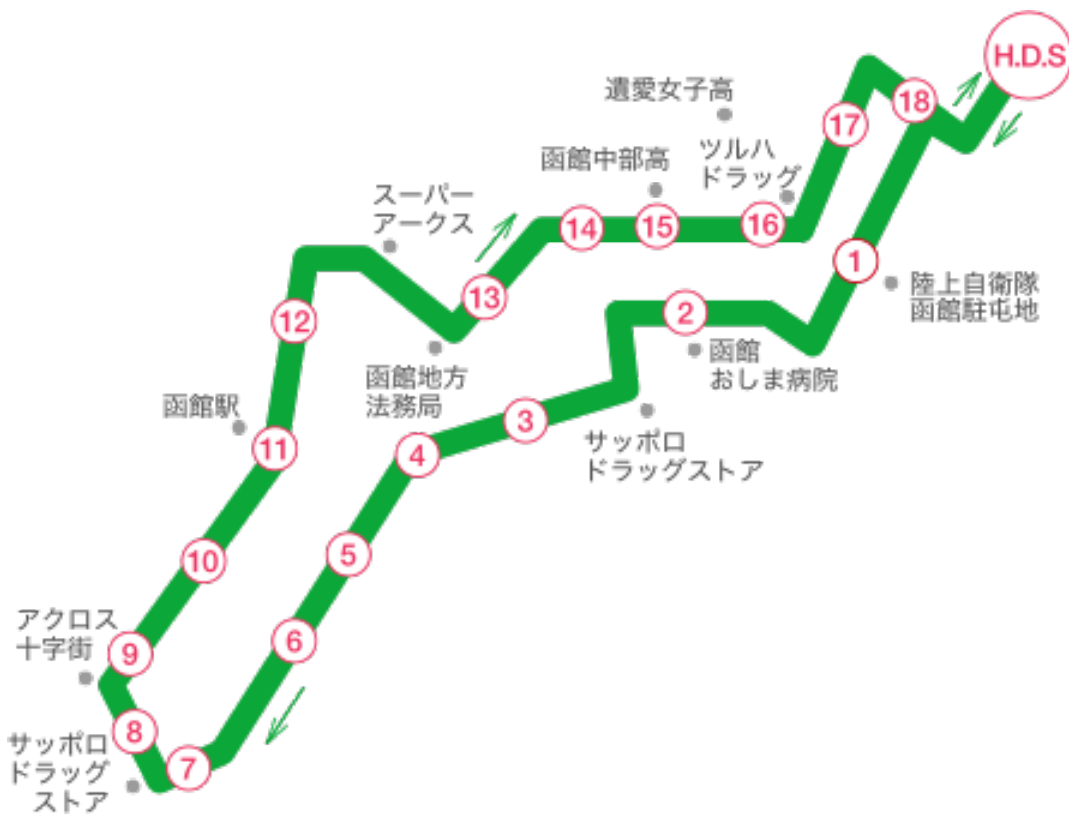 H.D.S
遺愛女子高
18
17
ツルハ
ドラッグ
函館中部高
スーパー
アークス
16
15
14
13
1
陸上自衛隊
函館駐屯地
12
2
函館
おしま病院
函館地方
法務局
函館駅
11
3
4
サッポロ
ドラッグストア
10
5
アクロス
十字街
9
6
8
サッポロ
ドラッグ
ストア
7